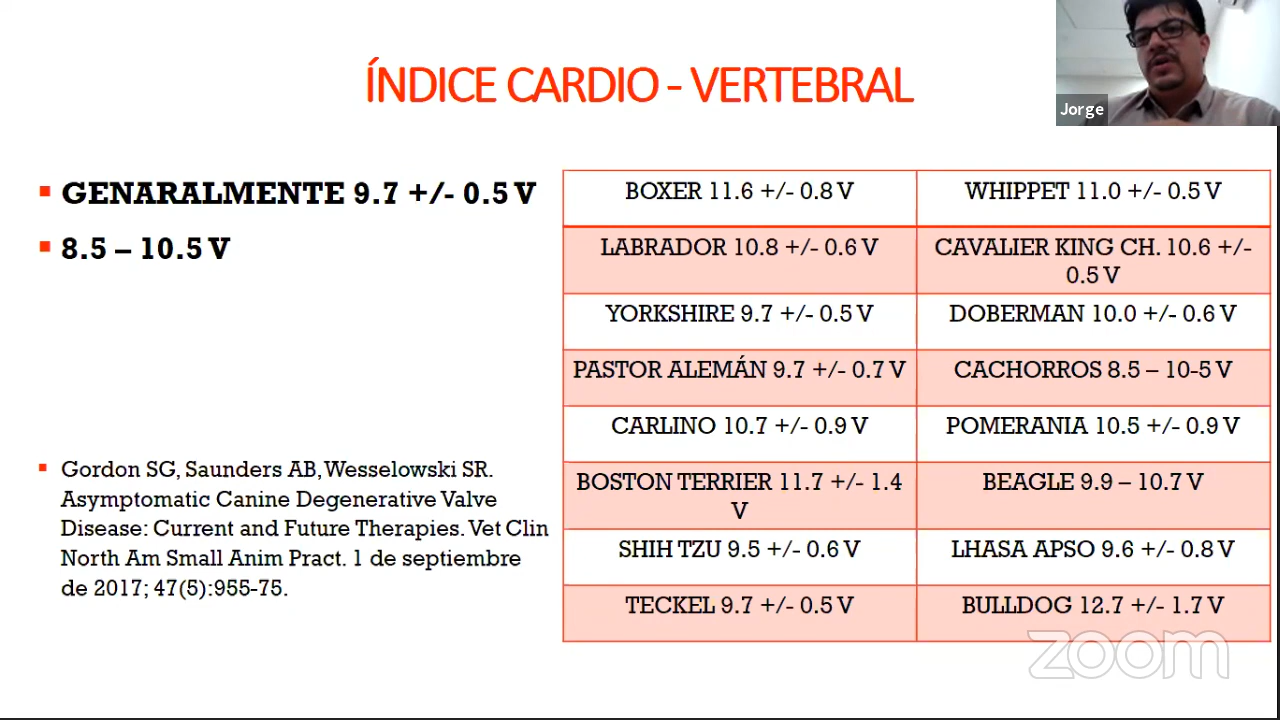 ÍNDICE CARDIO - VERTEBRAL
Jorge
GENARALMENTE 9.7 +/- 0.5 V
8.5 – 10.5 V
Gordon SG, Saunders AB, Wesselowski SR.
Asymptomatic Canine Degenerative Valve
Disease: Current and Future Therapies. Vet Clin
North Am Small Anim Pract. 1 de septiembre
de 2017; 47(5):955-75.
BOXER 11.6 +/- 0.8 V
WHIPPET 11.0 +/- 0.5 V
LABRADOR 10.8 +/- 0.6 V
CAVALIER KING CH. 10.6 +/-
0.5 V
YORKSHIRE 9.7 +/- 0.5 V
DOBERMAN 10.0 +/- 0.6 V
PASTOR ALEMÁN 9.7 +/- 0.7 V
CACHORROS 8.5 – 10-5 V
CARLINO 10.7 +/- 0.9 V
POMERANIA 10.5 +/- 0.9 V
BOSTON TERRIER 11.7 +/- 1.4
V
BEAGLE 9.9 – 10.7 V
SHIH TZU 9.5 +/- 0.6 V
LHASA APSO 9.6 +/- 0.8 V
TECKEL 9.7 +/- 0.5 V
BULLDOG 12.7 +/- 1.7 V
zoom